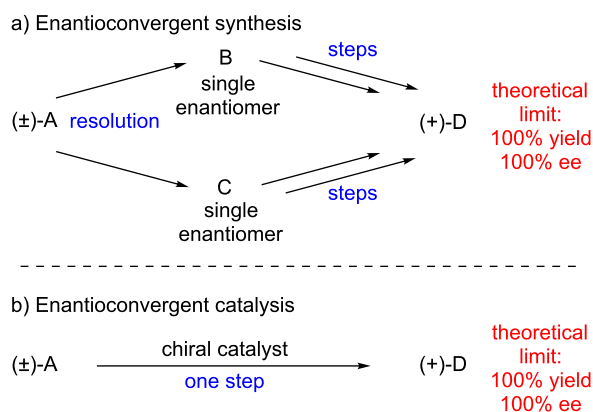 a) Enantioconvergent synthesis
B
single
enantiomer
steps
(±)-A
resolution
(+)-D
theoretical
limit:
100% yield
100% ee
C
single
enantiomer
steps
b) Enantioconvergent catalysis
(±)-A
chiral catalyst
one step
(+)-D
theoretical
limit:
100% yield
100% ee